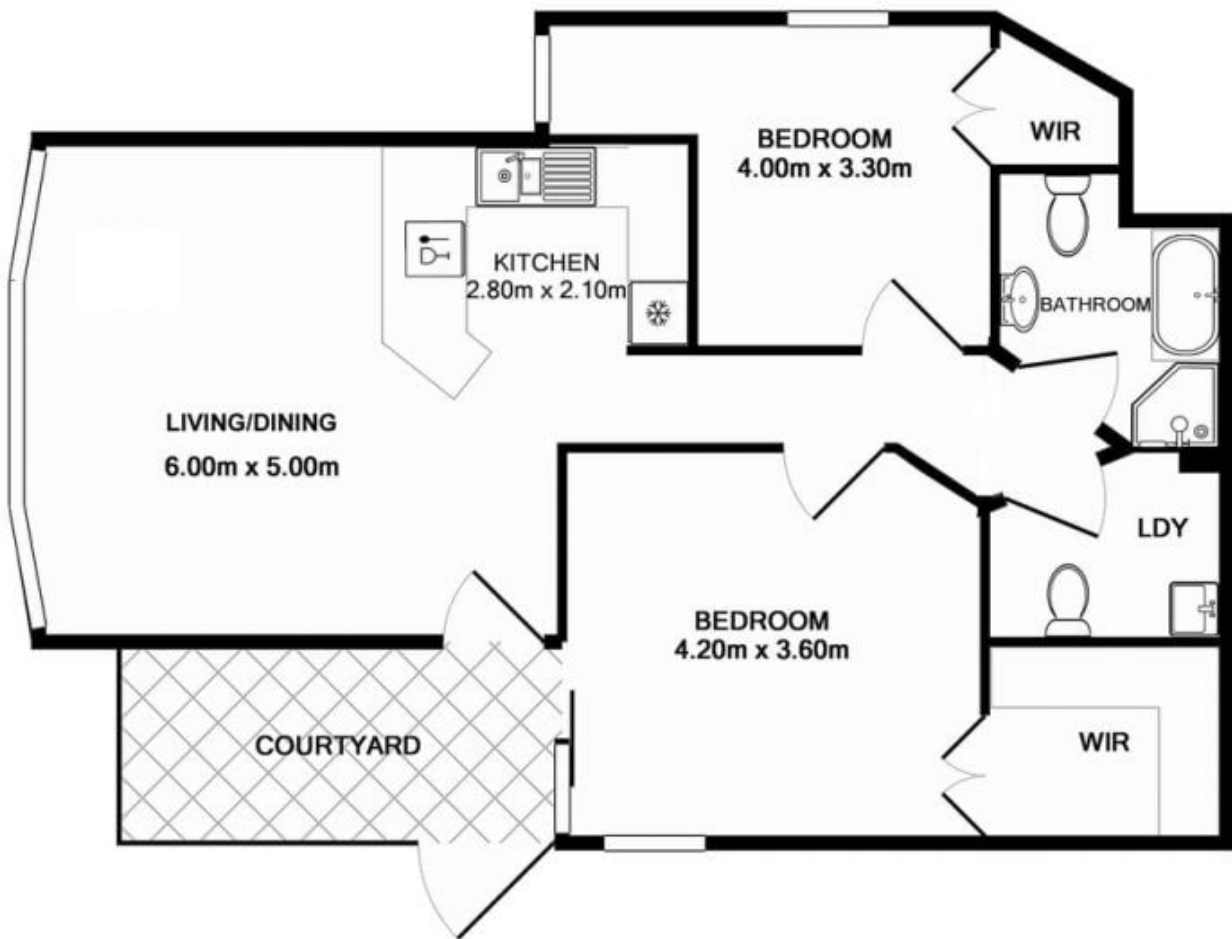 BEDROOM
4.00m x 3.30m
WIR
KITCHEN
2.80m x 2.10m
BATHROOM
LIVING/DINING
6.00m x 5.00m
LDY
BEDROOM
4.20m x 3.60m
COURTYARD
WIR